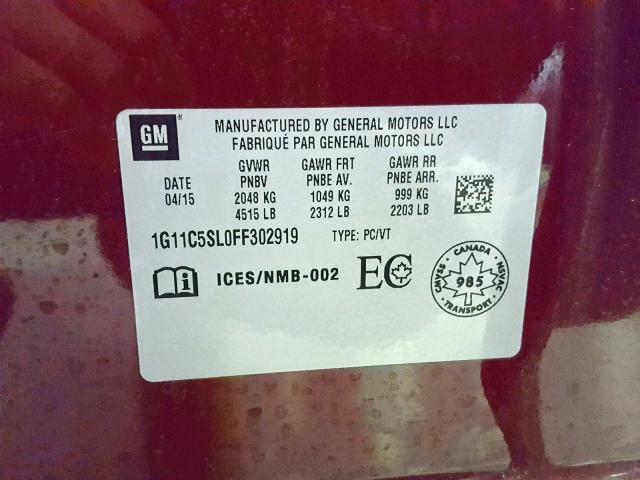 GM®
MANUFACTURED BY GENERAL MOTORS LLC
FABRIQUÉ PAR GENERAL MOTORS LLC
GVWR GAWR FRT GAWR RR
DATE PNBV PNBE AV. PNBE ARR.
04/15 2048 KG 1049 KG 999 KG
4515 LB 2312 LB 2203 LB
1G11C5SL0FF302919 TYPE: PC/VT
i ICES/NMB-002 EC
CANADA
CMVSS NSVAC
985
TRANSPORT